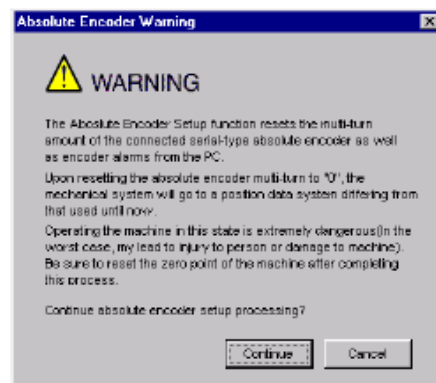 Absolute Encoder Warning
WARNING
The Aboslute Encoder Setup function resets the multi-turn
amount of the connected serial-type absolute encoder as well
as encoder alarms from the PC.
Upon resetting the absolute encoder multi-turn to "0", the
mechanical system will go to a position data system differing from
that used until now.
Operating the machine in this state is extremely dangerous(In the
worst case, my lead to injury to person or damage to machine).
Be sure to reset the zero point of the machine after completing
this process.
Continue absolute encoder setup processing?
Continue
Cancel